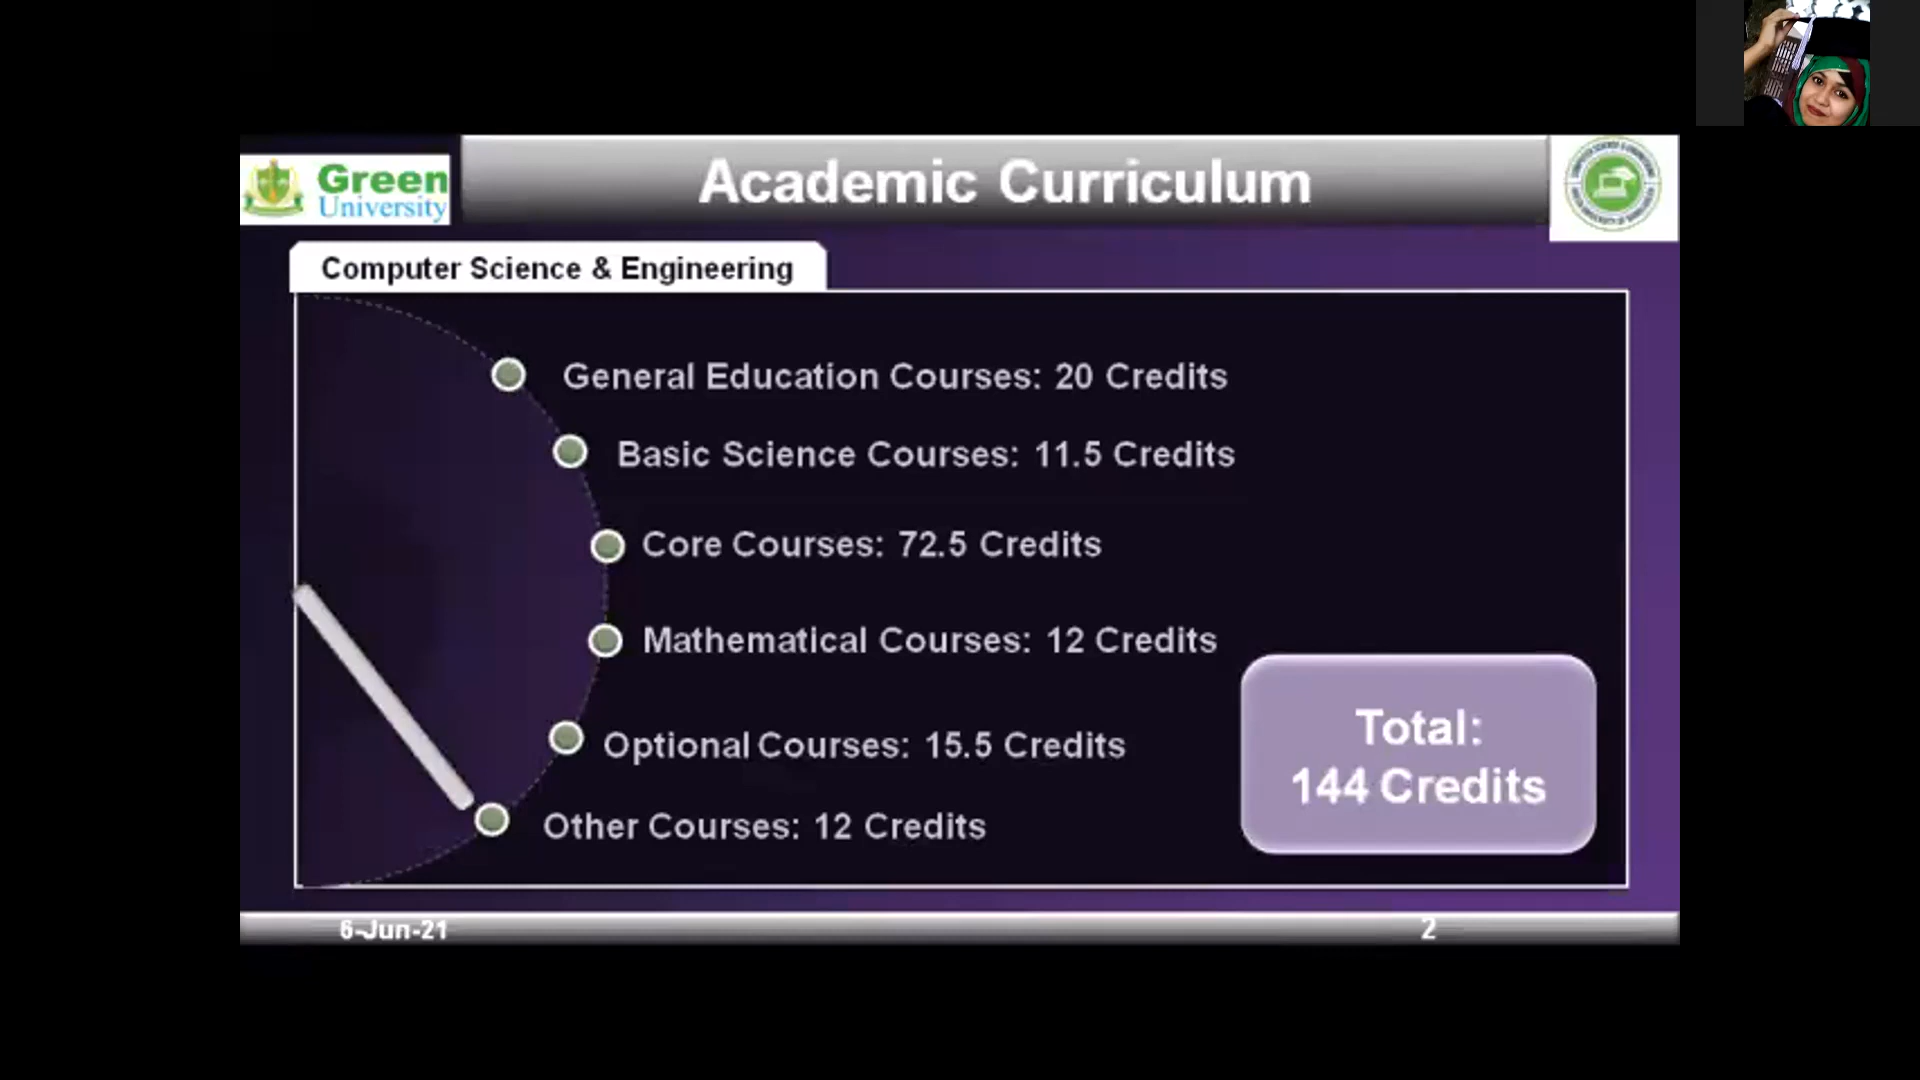 Green
University
Academic Curriculum
Computer Science & Engineering
General Education Courses: 20 Credits
Basic Science Courses: 11.5 Credits
Core Courses: 72.5 Credits
Mathematical Courses: 12 Credits
Optional Courses: 15.5 Credits
Other Courses: 12 Credits
Total:
144 Credits
6-Jun-21
2